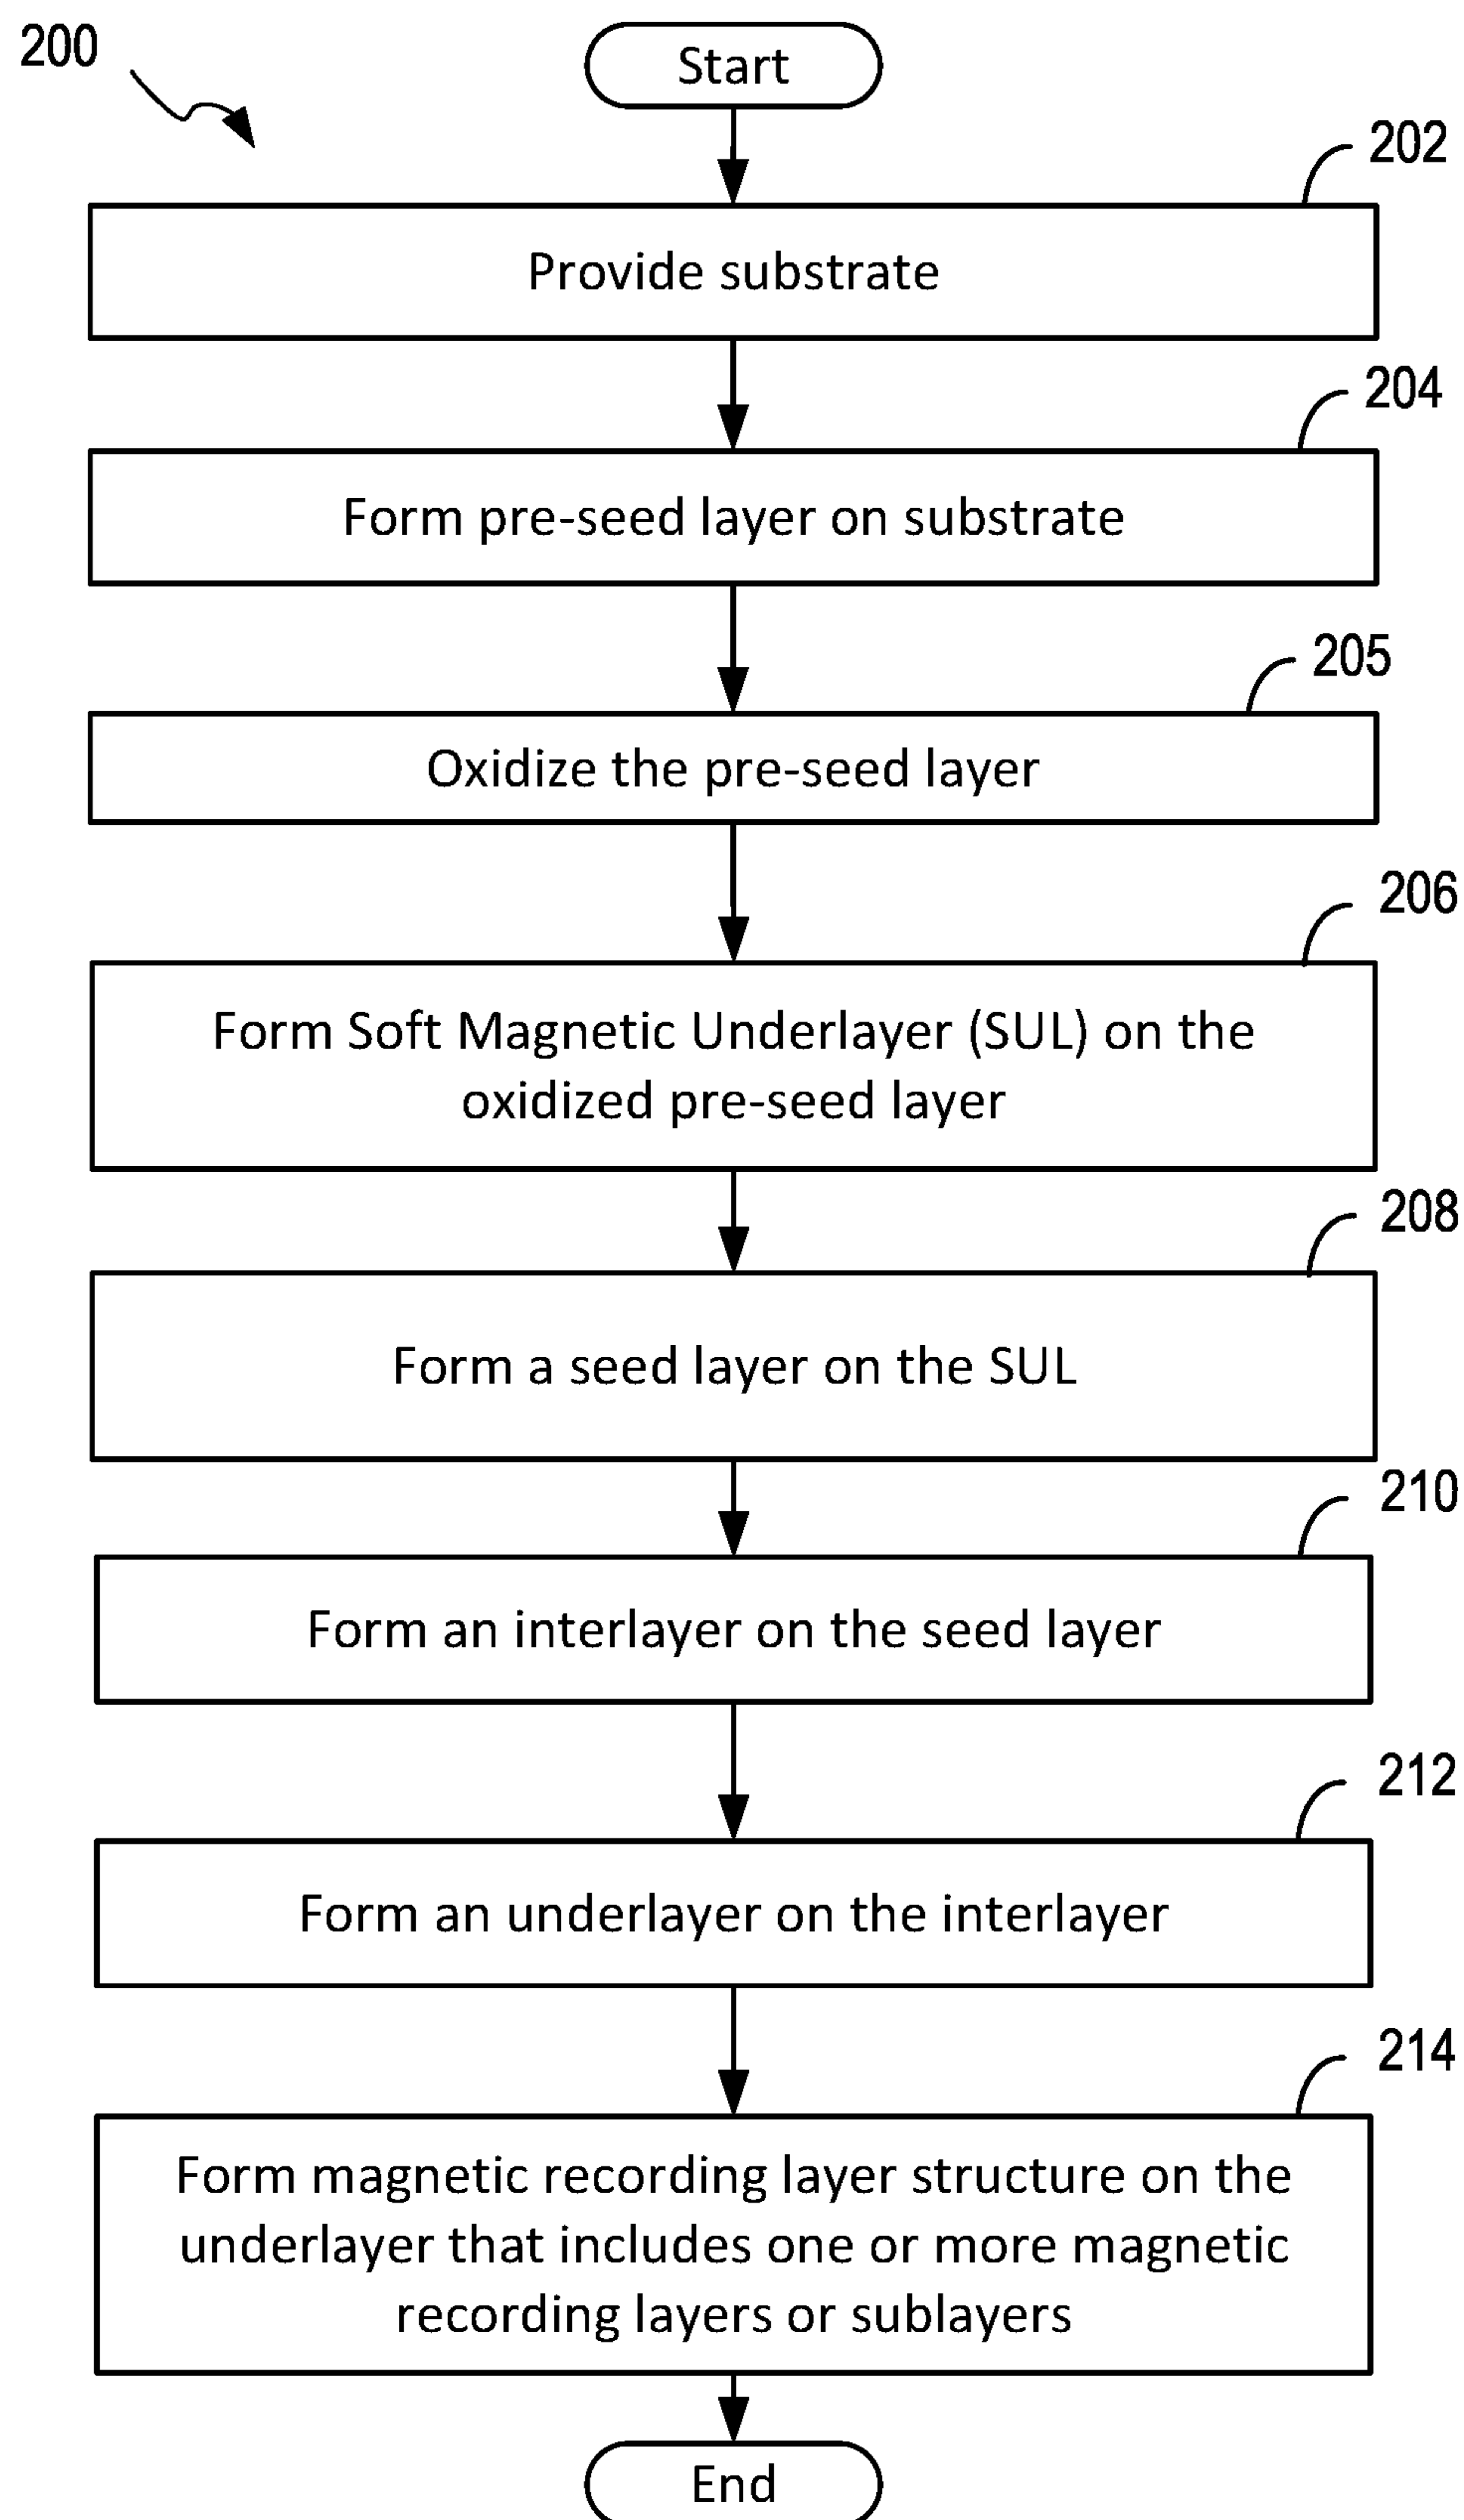 200
Start
202
Provide substrate
204
Form pre-seed layer on substrate
205
Oxidize the pre-seed layer
206
Form Soft Magnetic Underlayer (SUL) on the
oxidized pre-seed layer
208
Form a seed layer on the SUL
210
Form an interlayer on the seed layer
212
Form an underlayer on the interlayer
214
Form magnetic recording layer structure on the
underlayer that includes one or more magnetic
recording layers or sublayers
End